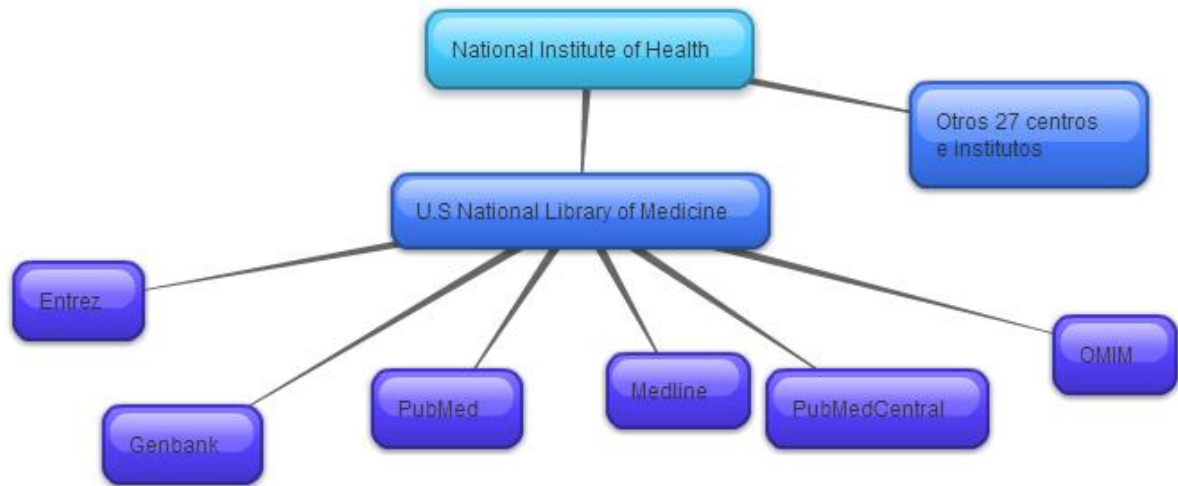 National Institute of Health
Otros 27 centros
e institutos
U.S National Library of Medicine
Entrez
Genbank
PubMed
Medline
PubMedCentral
OMIM